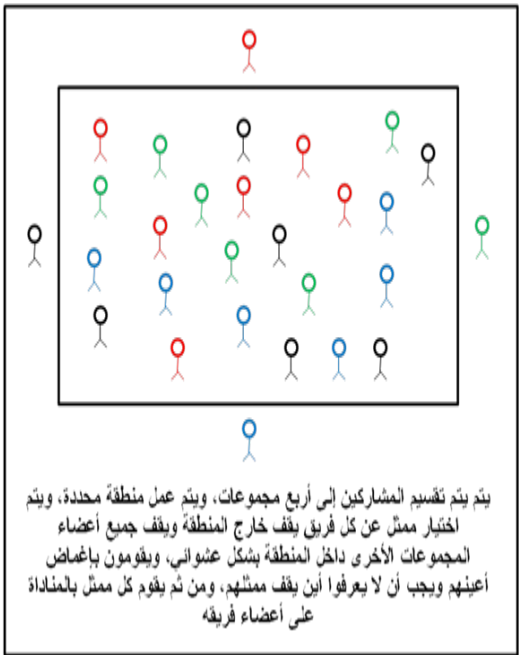 يتم يتم تقسيم المشاركين إلى أربع مجموعات، ويتم عمل منطقة محددة، ويتم
اختيار ممثل عن كل فريق يقف خارج المنطقة ويقف جميع أعضاء
المجموعات الأخرى داخل المنطقة بشكل عشوائي، ويقومون بإغماض
أعينهم ويجب أن لا يعرفوا أين يقف ممثلهم، ومن ثم يقوم كل ممثل بالمناداة
على أعضاء فريقه